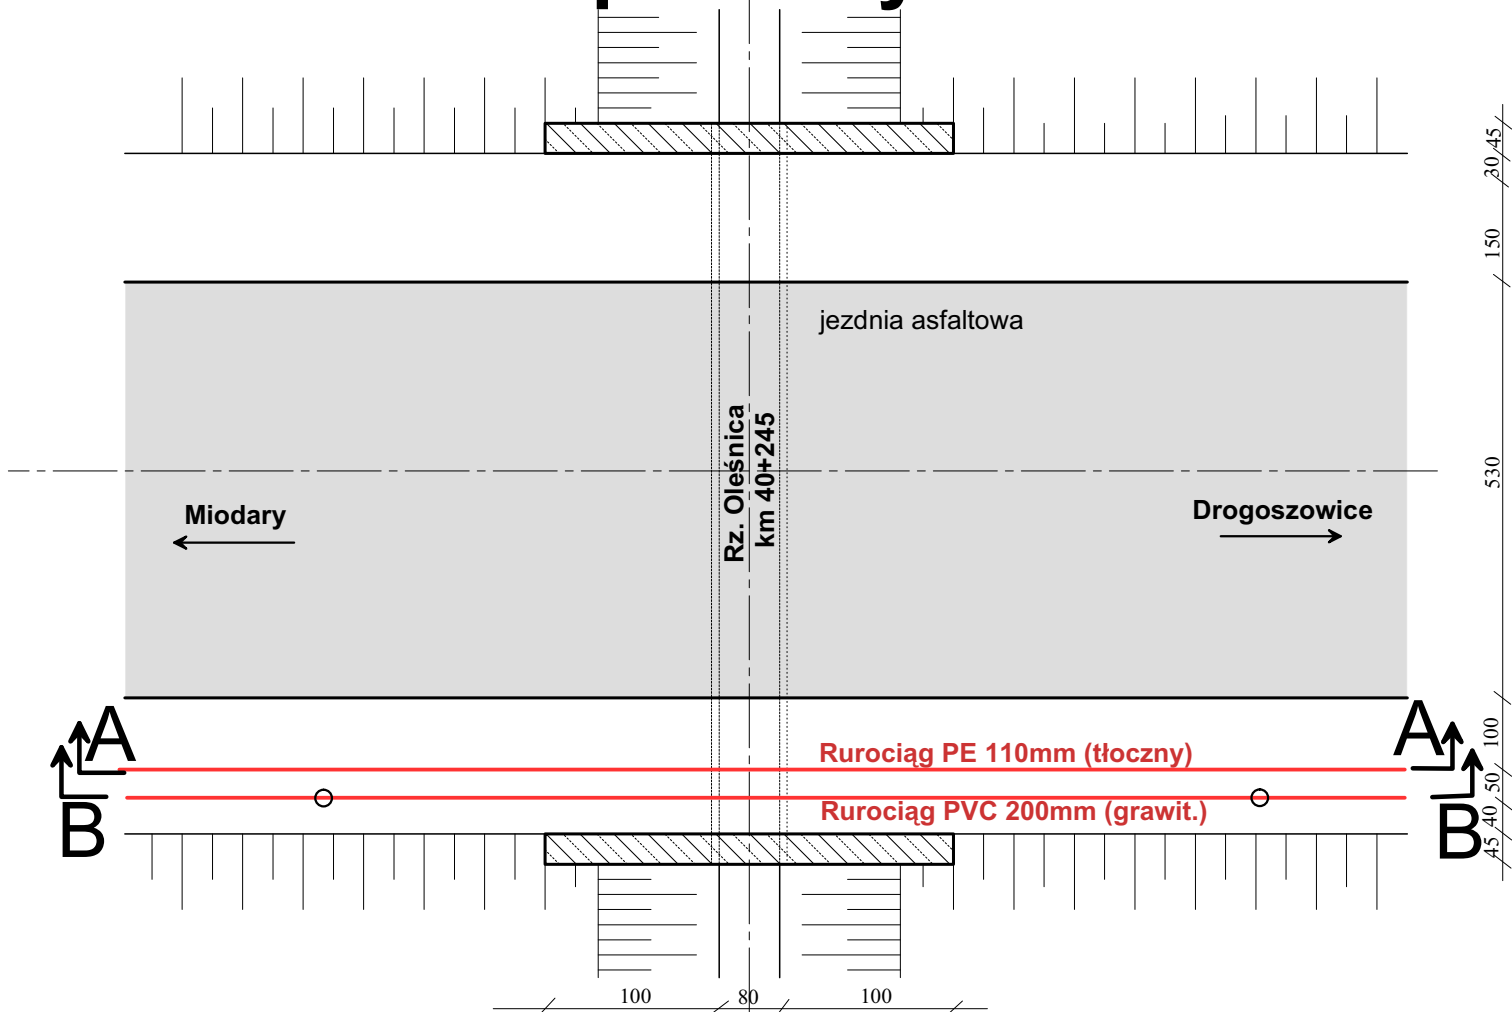 45
30
150
jezdnia asfaltowa
Rz. Oleśnica
km 40+245
530
Miodary
Drogoszowice
A
A
100
Rurociąg PE 110mm (tłoczny)
50
Rurociąg PVC 200mm (grawit.)
40
B
B
45
100
80
100